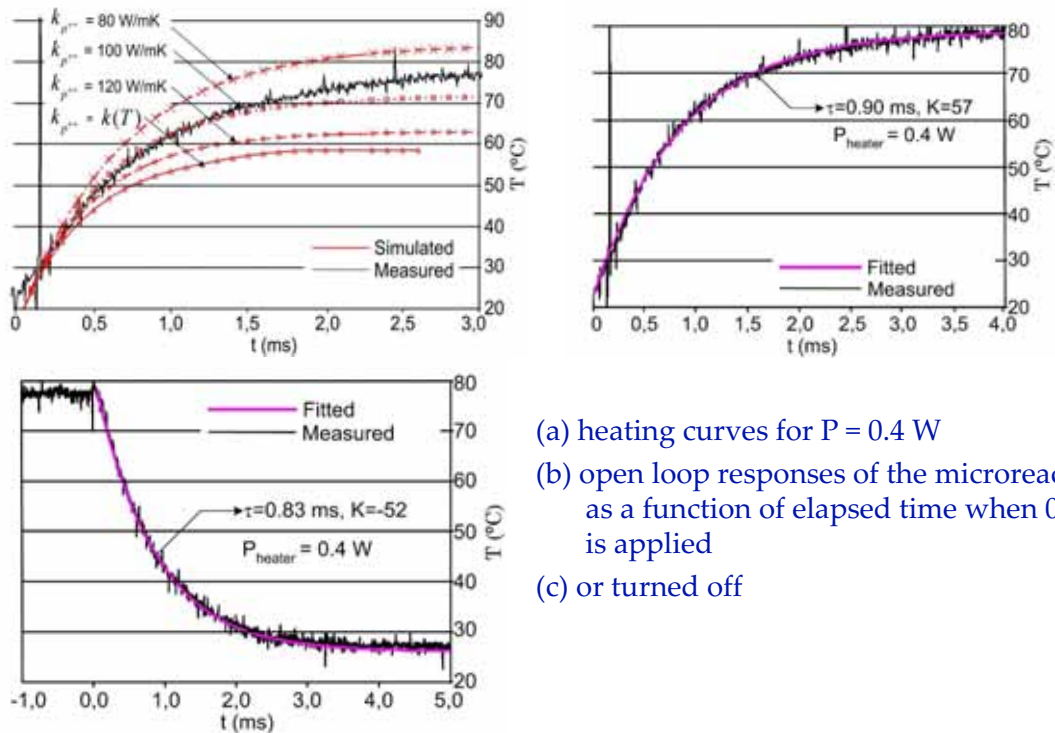 k_p++ = 80 W/mK
k_p++ = 100 W/mK
k_p++ = 120 W/mK
k_p++ = k(T)
Simulated
Measured
90
80
70
60
50
40
30
20
T (ºC)
0 0,5 1,0 1,5 2,0 2,5 3,0
t (ms)
τ=0.90 ms, K=57
P_heater = 0.4 W
Fitted
Measured
80
70
60
50
40
30
20
T (ºC)
0 0,5 1,0 1,5 2,0 2,5 3,0 3,5 4,0
t (ms)
Fitted
Measured
τ=0.83 ms, K=-52
P_heater = 0.4 W
80
70
60
50
40
30
20
T (ºC)
-1,0 0,0 1,0 2,0 3,0 4,0 5,0
t (ms)
(a) heating curves for P = 0.4 W
(b) open loop responses of the microreac
as a function of elapsed time when 0
is applied
(c) or turned off